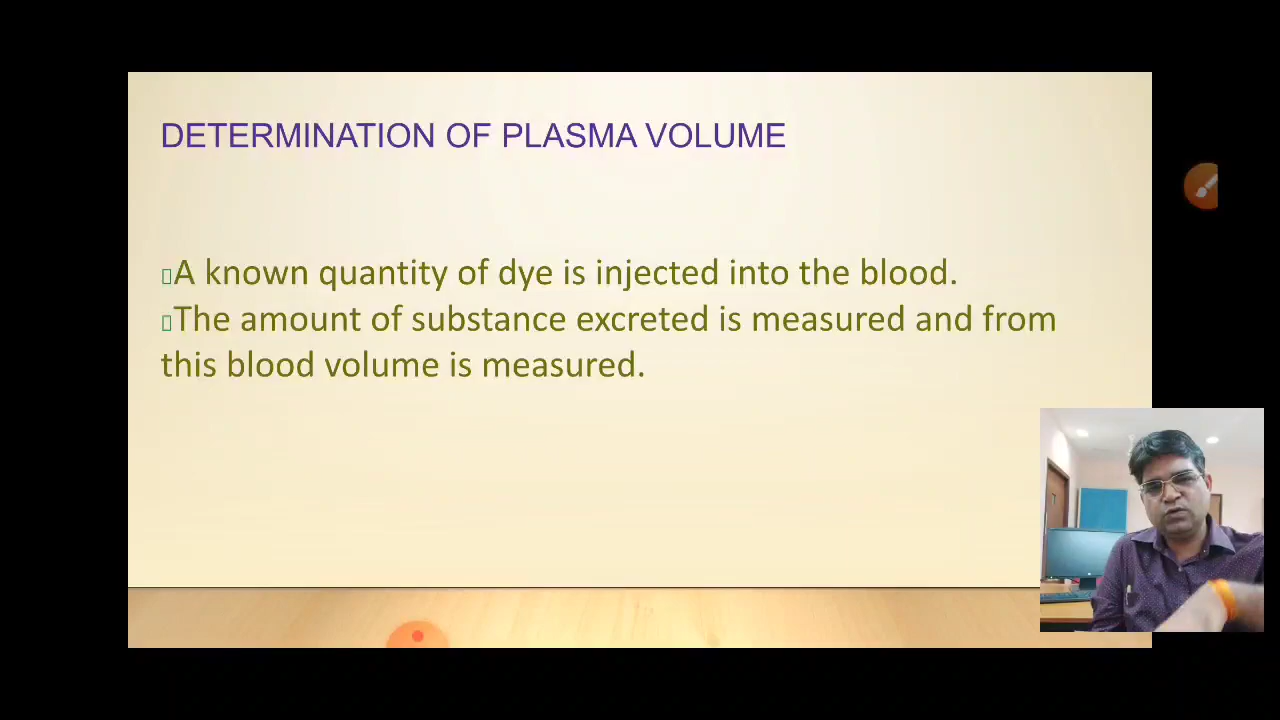 DETERMINATION OF PLASMA VOLUME
▯A known quantity of dye is injected into the blood.
▯The amount of substance excreted is measured and from
this blood volume is measured.